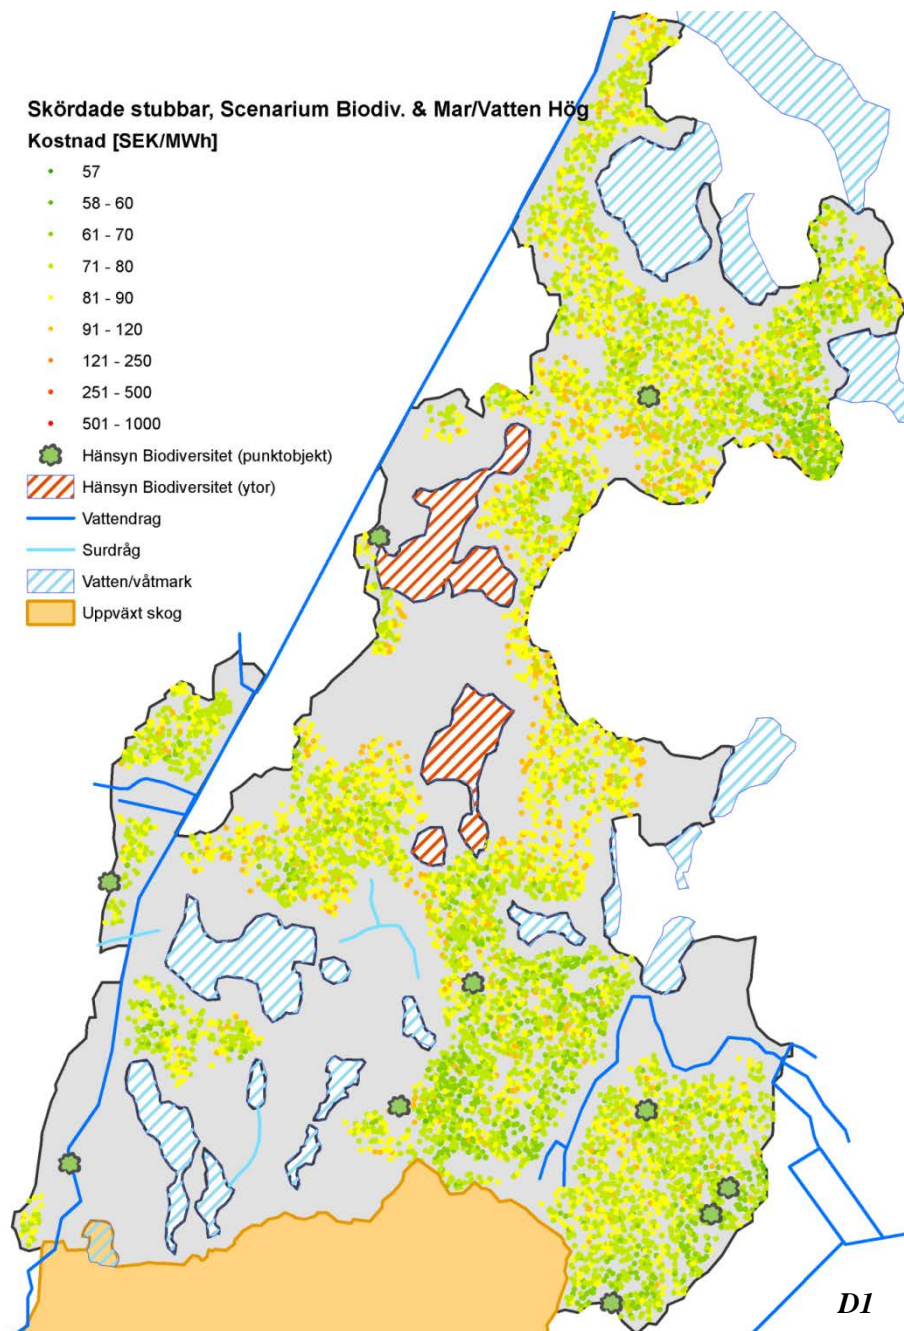 Skördade stubbar, Scenarium Biodiv. & Mar/Vatten Hög
Kostnad [SEK/MWh]
57
58 - 60
61 - 70
71 - 80
81 - 90
91 - 120
121 - 250
251 - 500
501 - 1000
Hänsyn Biodiversitet (punktobjekt)
Hänsyn Biodiversitet (ytor)
Vattendrag
Surdråg
Vatten/våtmark
Uppväxt skog
D1